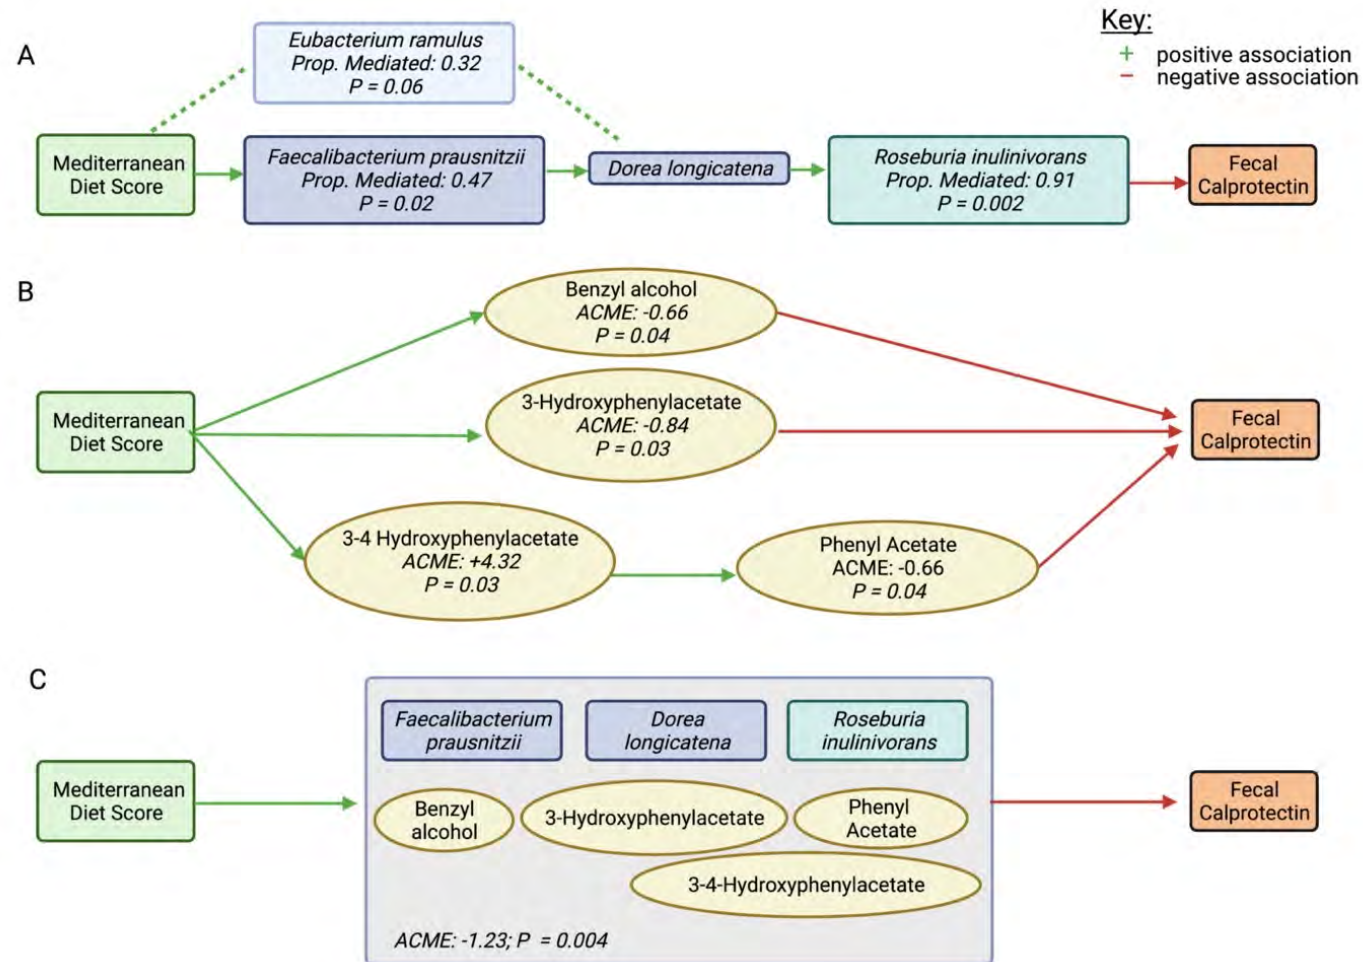 Key:
+ positive association
− negative association
A
Eubacterium ramulus
Prop. Mediated: 0.32
P = 0.06
Mediterranean
Diet Score
Faecalibacterium prausnitzii
Prop. Mediated: 0.47
P = 0.02
Dorea longicatena
Roseburia inulinivorans
Prop. Mediated: 0.91
P = 0.002
Fecal
Calprotectin
B
Mediterranean
Diet Score
Benzyl alcohol
ACME: -0.66
P = 0.04
3-Hydroxyphenylacetate
ACME: -0.84
P = 0.03
3-4 Hydroxyphenylacetate
ACME: +4.32
P = 0.03
Phenyl Acetate
ACME: -0.66
P = 0.04
Fecal
Calprotectin
C
Mediterranean
Diet Score
Faecalibacterium
prausnitzii
Dorea
longicatena
Roseburia
inulinivorans
Benzyl
alcohol
3-Hydroxyphenylacetate
Phenyl
Acetate
3-4-Hydroxyphenylacetate
ACME: -1.23; P = 0.004
Fecal
Calprotectin